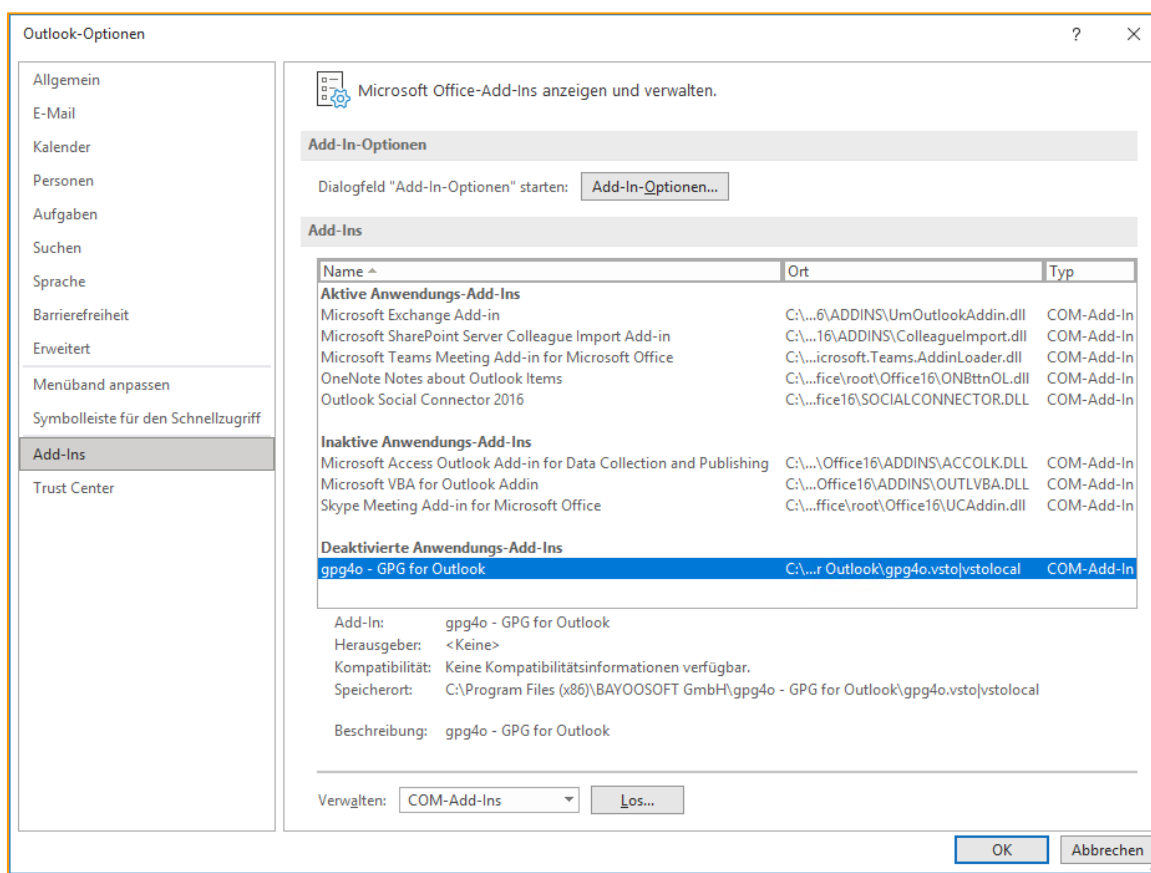 Outlook-Optionen ?
Allgemein
E-Mail
Kalender
Personen
Aufgaben
Suchen
Sprache
Barrierefreiheit
Erweitert
Menüband anpassen
Symbolleiste für den Schnellzugriff
Add-Ins
Trust Center
Microsoft Office-Add-Ins anzeigen und verwalten.
Add-In-Optionen
Dialogfeld "Add-In-Optionen" starten: Add-In-Optionen...
Add-Ins
Name Ort Typ
Aktive Anwendungs-Add-Ins
Microsoft Exchange Add-in C:\...6\ADDINS\UmOutlookAddin.dll COM-Add-In
Microsoft SharePoint Server Colleague Import Add-in C:\...16\ADDINS\ColleagueImport.dll COM-Add-In
Microsoft Teams Meeting Add-in for Microsoft Office C:\...icrosoft.Teams.AddinLoader.dll COM-Add-In
OneNote Notes about Outlook Items C:\...fice\root\Office16\ONBttnOL.dll COM-Add-In
Outlook Social Connector 2016 C:\...fice16\SOCIALCONNECTOR.DLL COM-Add-In
Inaktive Anwendungs-Add-Ins
Microsoft Access Outlook Add-in for Data Collection and Publishing C:\...\Office16\ADDINS\ACCOLK.DLL COM-Add-In
Microsoft VBA for Outlook Addin C:\...Office16\ADDINS\OUTLVBA.DLL COM-Add-In
Skype Meeting Add-in for Microsoft Office C:\...ffice\root\Office16\UCAddin.dll COM-Add-In
Deaktivierte Anwendungs-Add-Ins
gpg4o - GPG for Outlook C:\...r Outlook\gpg4o.vsto|vstolocal COM-Add-In
Add-In: gpg4o - GPG for Outlook
Herausgeber: <Keine>
Kompatibilität: Keine Kompatibilitätsinformationen verfügbar.
Speicherort: C:\Program Files (x86)\BAYOOSOFT GmbH\gpg4o - GPG for Outlook\gpg4o.vsto|vstolocal
Beschreibung: gpg4o - GPG for Outlook
Verwalten: COM-Add-Ins Los...
OK Abbrechen